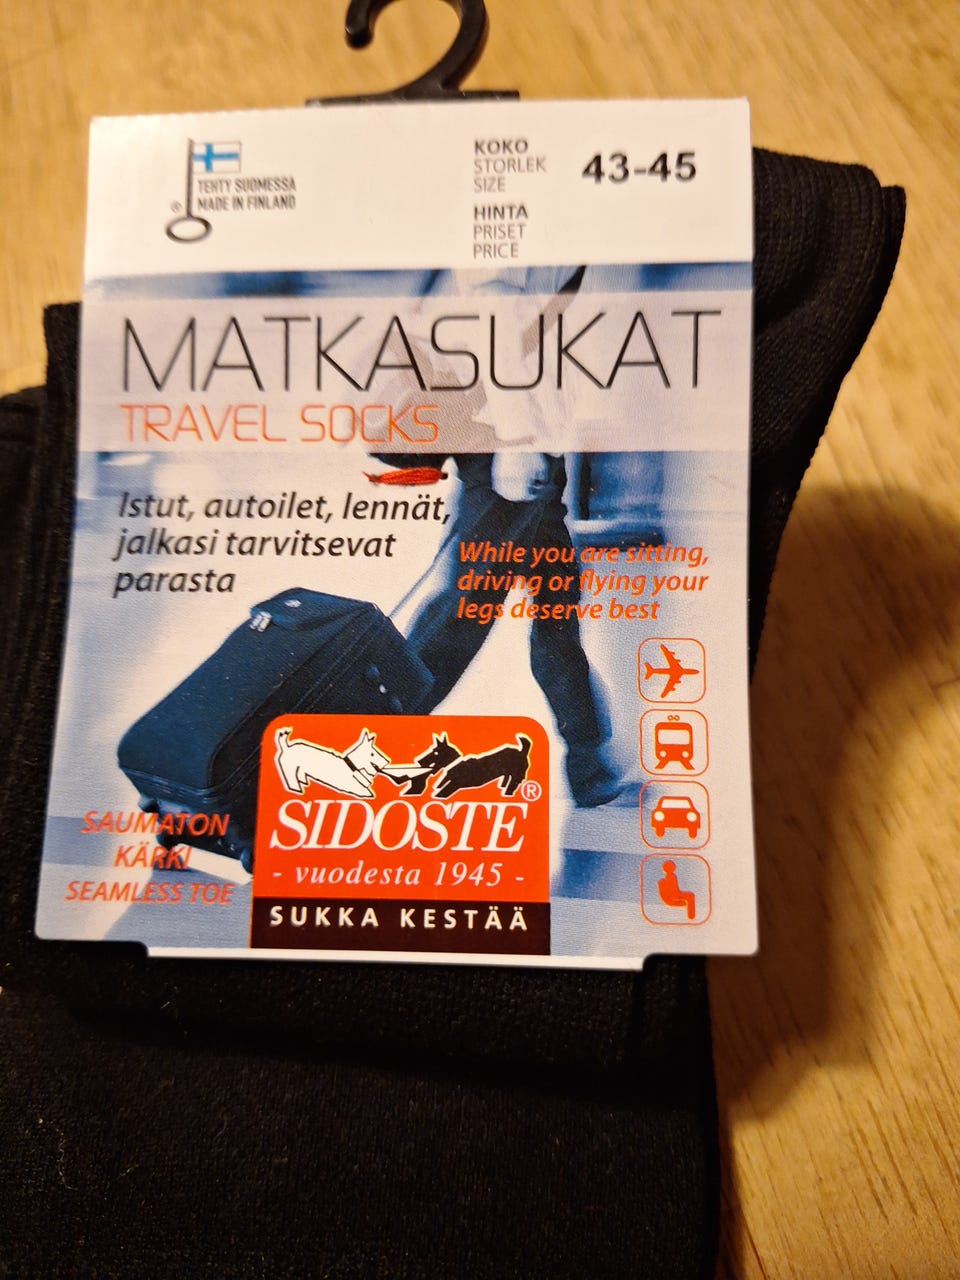 TEHTY SUOMESSA
MADE IN FINLAND
®
KOKO
STORLEK
SIZE
43-45
HINTA
PRISET
PRICE
MATKASUKAT
TRAVEL SOCKS
Istut, autoilet, lennät,
jalkasi tarvitsevat
parasta
While you are sitting,
driving or flying your
legs deserve best
SAUMATON
KÄRKI
SEAMLESS TOE
SIDOSTE®
- vuodesta 1945 -
SUKKA KESTÄÄ